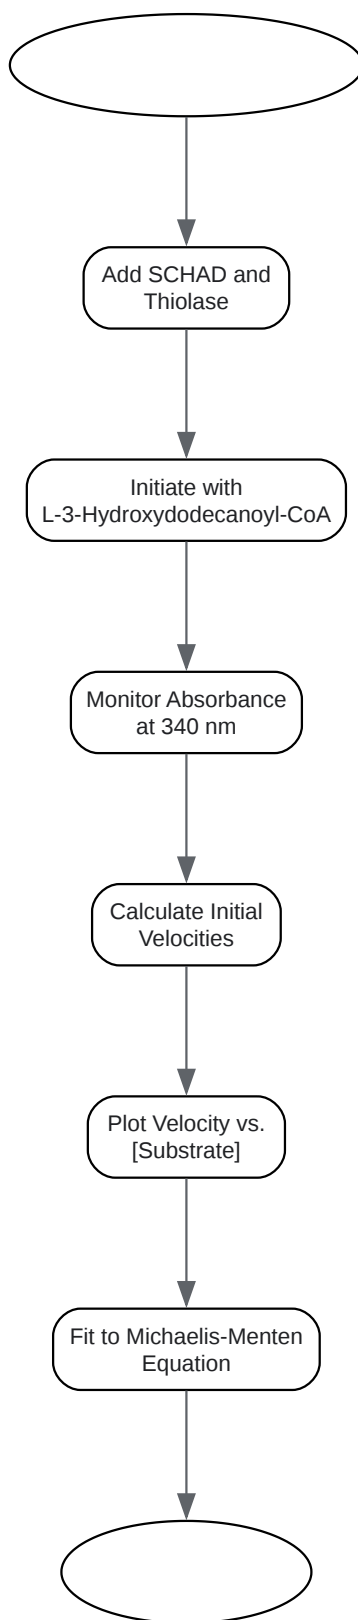 Add SCHAD and
Thiolase
Initiate with
L-3-Hydroxydodecanoyl-CoA
Monitor Absorbance
at 340 nm
Calculate Initial
Velocities
Plot Velocity vs.
[Substrate]
Fit to Michaelis-Menten
Equation